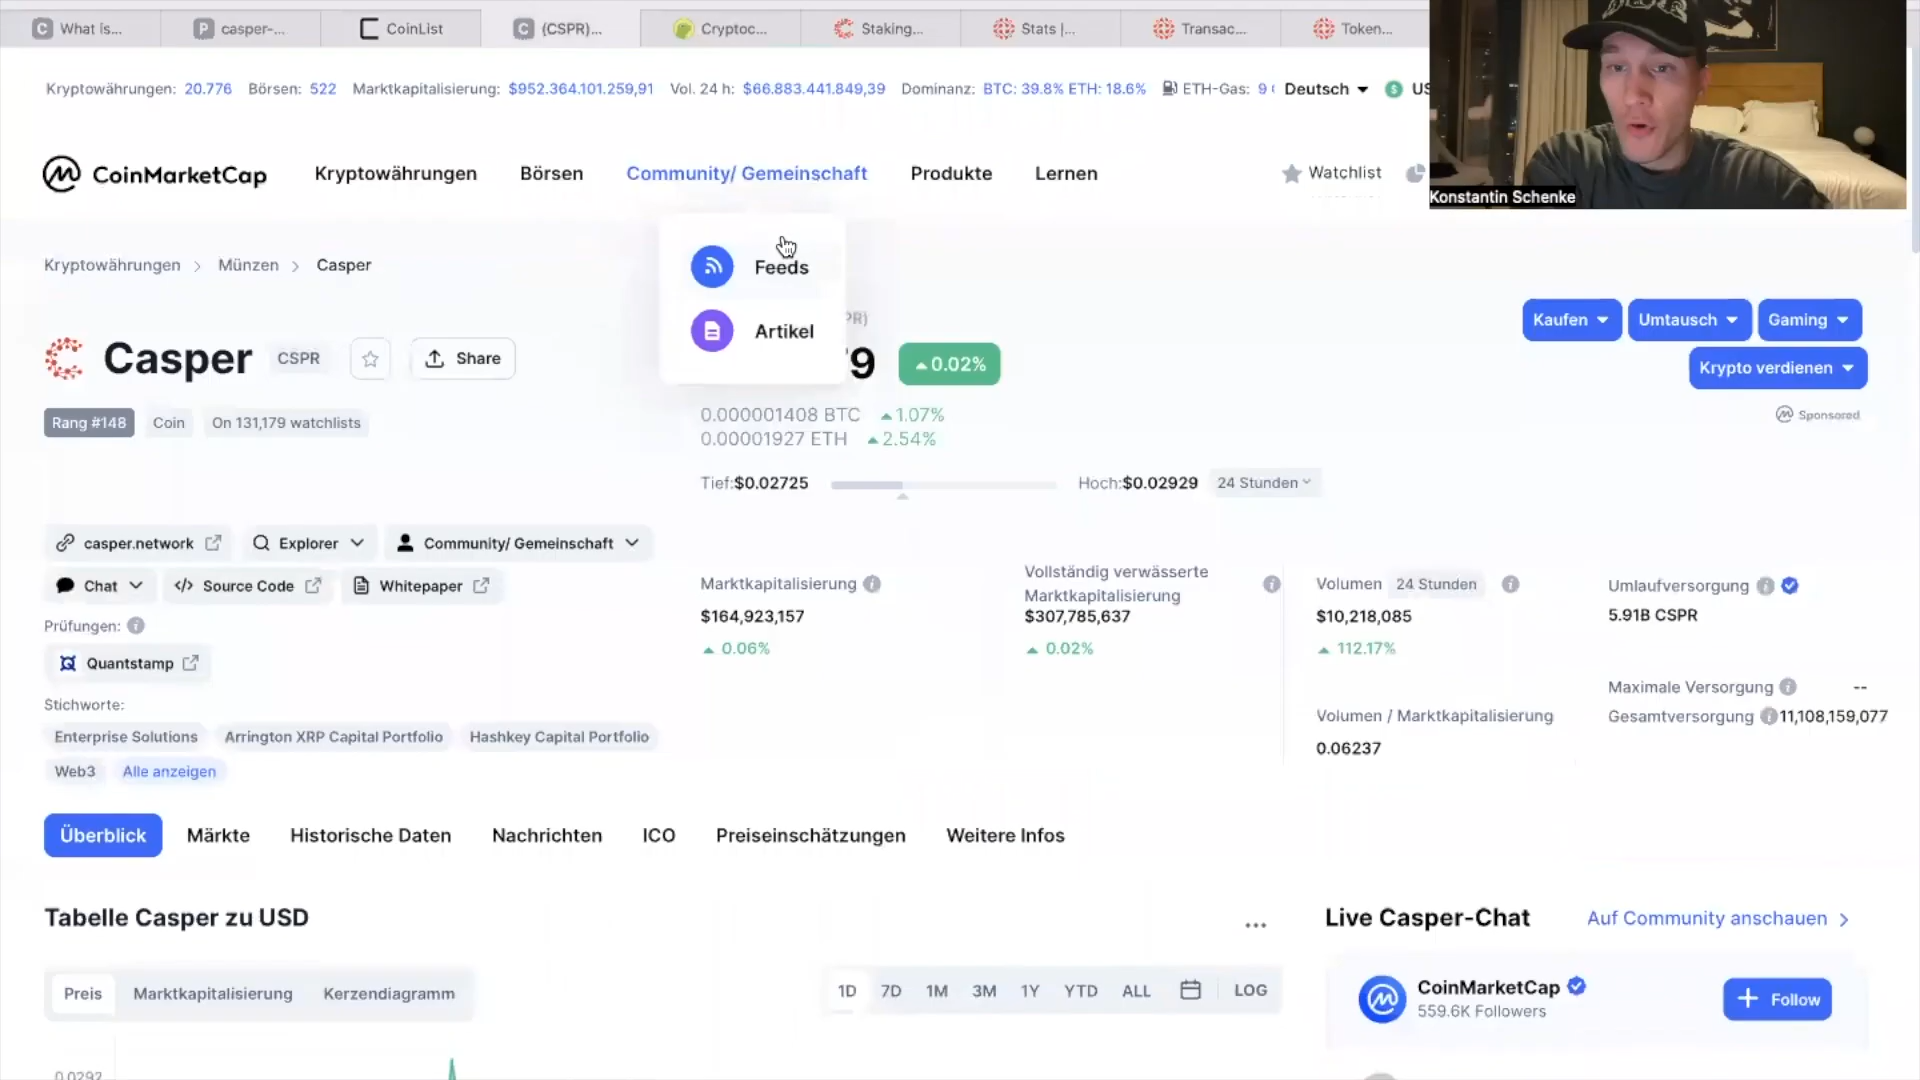 What is...
casper-...
CoinList
(CSPR)...
Cryptoc...
Staking...
Stats |...
Transac...
Token...
Kryptowährungen: 20.776 Börsen: 522 Marktkapitalisierung: $952.364.101.259,91 Vol. 24 h: $66.883.441.849,39 Dominanz: BTC: 39.8% ETH: 18.6% ETH-Gas: 9 Deutsch US
CoinMarketCap Kryptowährungen Börsen Community/ Gemeinschaft Produkte Lernen Watchlist
Konstantin Schenke
Feeds
Artikel
Kryptowährungen > Münzen > Casper
PR)
Casper CSPR Share
9 0.02%
Kaufen Umtausch Gaming
Krypto verdienen
Sponsored
Rang #148 Coin On 131,179 watchlists
0.000001408 BTC 1.07%
0.00001927 ETH 2.54%
Tief:$0.02725 Hoch:$0.02929 24 Stunden
casper.network Explorer Community/ Gemeinschaft
Chat Source Code Whitepaper
Prüfungen:
Quantstamp
Stichworte:
Enterprise Solutions Arrington XRP Capital Portfolio Hashkey Capital Portfolio
Web3 Alle anzeigen
Marktkapitalisierung
$164,923,157
0.06%
Vollständig verwässerte
Marktkapitalisierung
$307,785,637
0.02%
Volumen 24 Stunden
$10,218,085
112.17%
Volumen / Marktkapitalisierung
0.06237
Umlaufversorgung
5.91B CSPR
Maximale Versorgung --
Gesamtversorgung 11,108,159,077
Überblick Märkte Historische Daten Nachrichten ICO Preiseinschätzungen Weitere Infos
Tabelle Casper zu USD
Preis Marktkapitalisierung Kerzendiagramm
1D 7D 1M 3M 1Y YTD ALL LOG
0.0292
Live Casper-Chat Auf Community anschauen >
CoinMarketCap
559.6K Followers
+ Follow